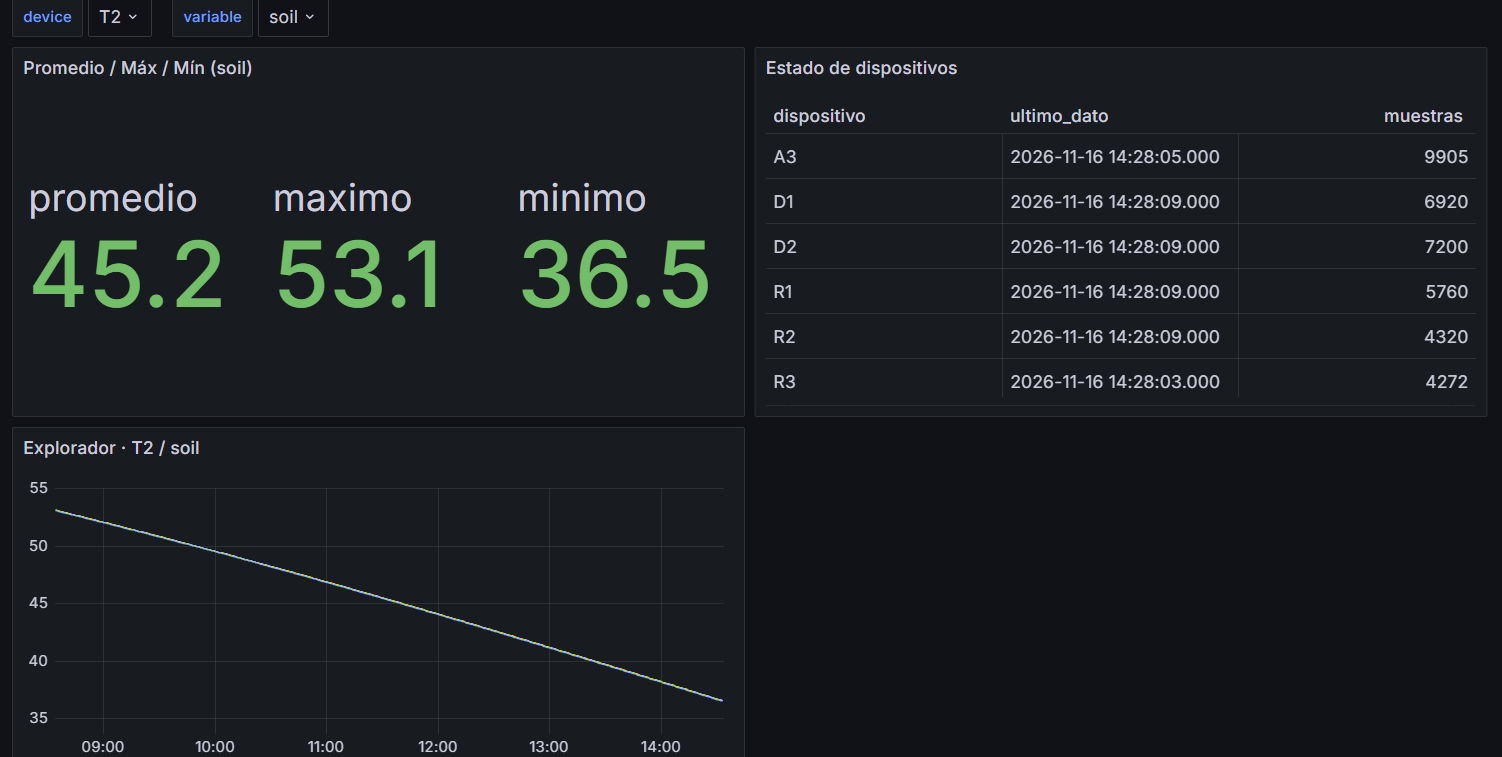 device T2 variable soil
Promedio / Máx / Mín (soil)
promedio maximo minimo
45.2 53.1 36.5
Estado de dispositivos
dispositivo ultimo_dato muestras
A3 2026-11-16 14:28:05.000 9905
D1 2026-11-16 14:28:09.000 6920
D2 2026-11-16 14:28:09.000 7200
R1 2026-11-16 14:28:09.000 5760
R2 2026-11-16 14:28:09.000 4320
R3 2026-11-16 14:28:03.000 4272
Explorador · T2 / soil
55
50
45
40
35
09:00 10:00 11:00 12:00 13:00 14:00